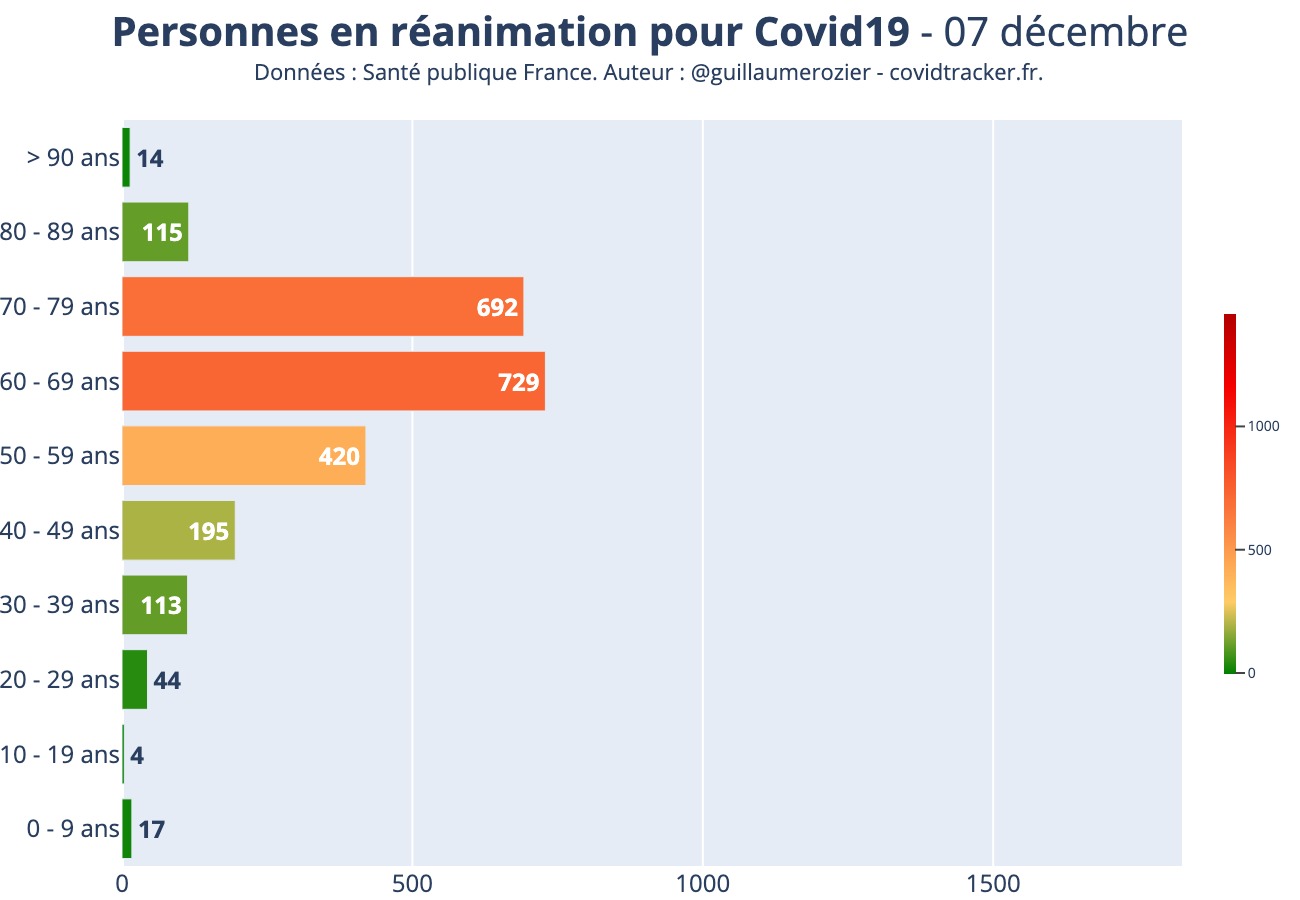 Personnes en réanimation pour Covid19 - 07 décembre
Données : Santé publique France. Auteur : @guillaumerozier - covidtracker.fr.
> 90 ans 14
80 - 89 ans 115
70 - 79 ans 692
60 - 69 ans 729
50 - 59 ans 420
40 - 49 ans 195
30 - 39 ans 113
20 - 29 ans 44
10 - 19 ans 4
0 - 9 ans 17
0 500 1000 1500
1000
500
0